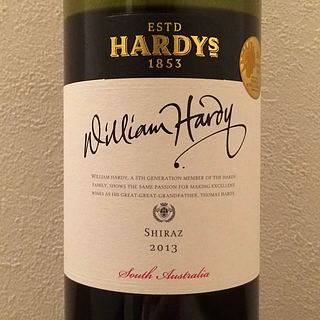 ESTD
HARDYS
1853
William Hardy
WILLIAM HARDY, A 5TH GENERATION MEMBER OF THE HARDY
FAMILY, SHOWS THE SAME PASSION FOR MAKING EXCELLENT
WINES AS HIS GREAT-GREAT-GRANDFATHER, THOMAS HARDY.
SHIRAZ
2013
South Australia